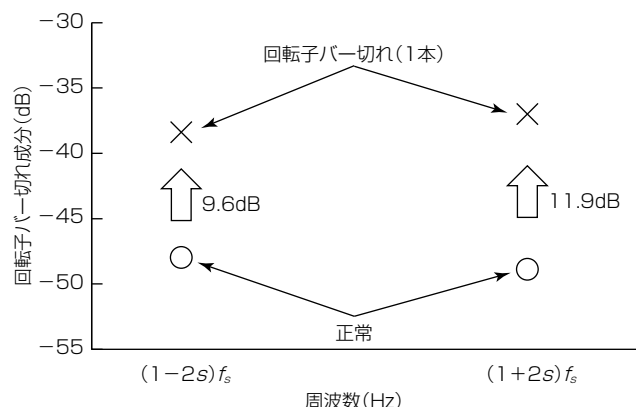 −30
−35
−40
−45
−50
−55
回転子バー切れ成分(dB)
回転子バー切れ(1本)
9.6dB
11.9dB
正常
(1−2s)fs
(1+2s)fs
周波数(Hz)